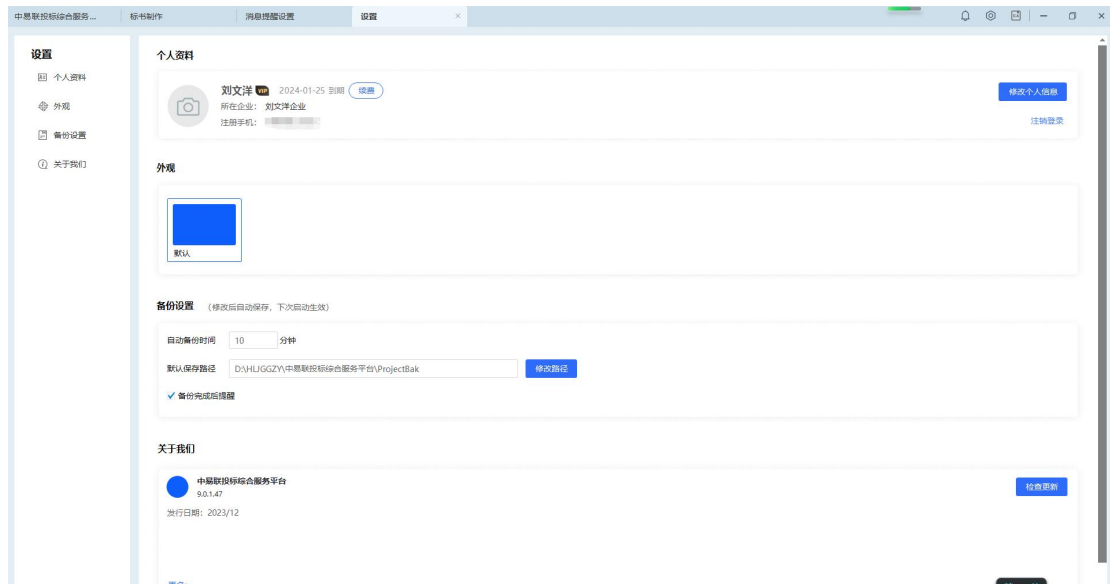 中易联投标综合服务... 标书制作 消息提醒设置 设置
设置
个人资料
外观
备份设置
关于我们
个人资料
刘文洋 VIP 2024-01-25 到期 续费
所在企业： 刘文洋企业
注册手机：
修改个人信息
注销登录
外观
默认
备份设置 （修改后自动保存，下次启动生效）
自动备份时间 10 分钟
默认保存路径 D:\HLJGGZY\中易联投标综合服务平台\ProjectBak 修改路径
备份完成后提醒
关于我们
中易联投标综合服务平台
9.0.1.47
检查更新
发行日期：2023/12